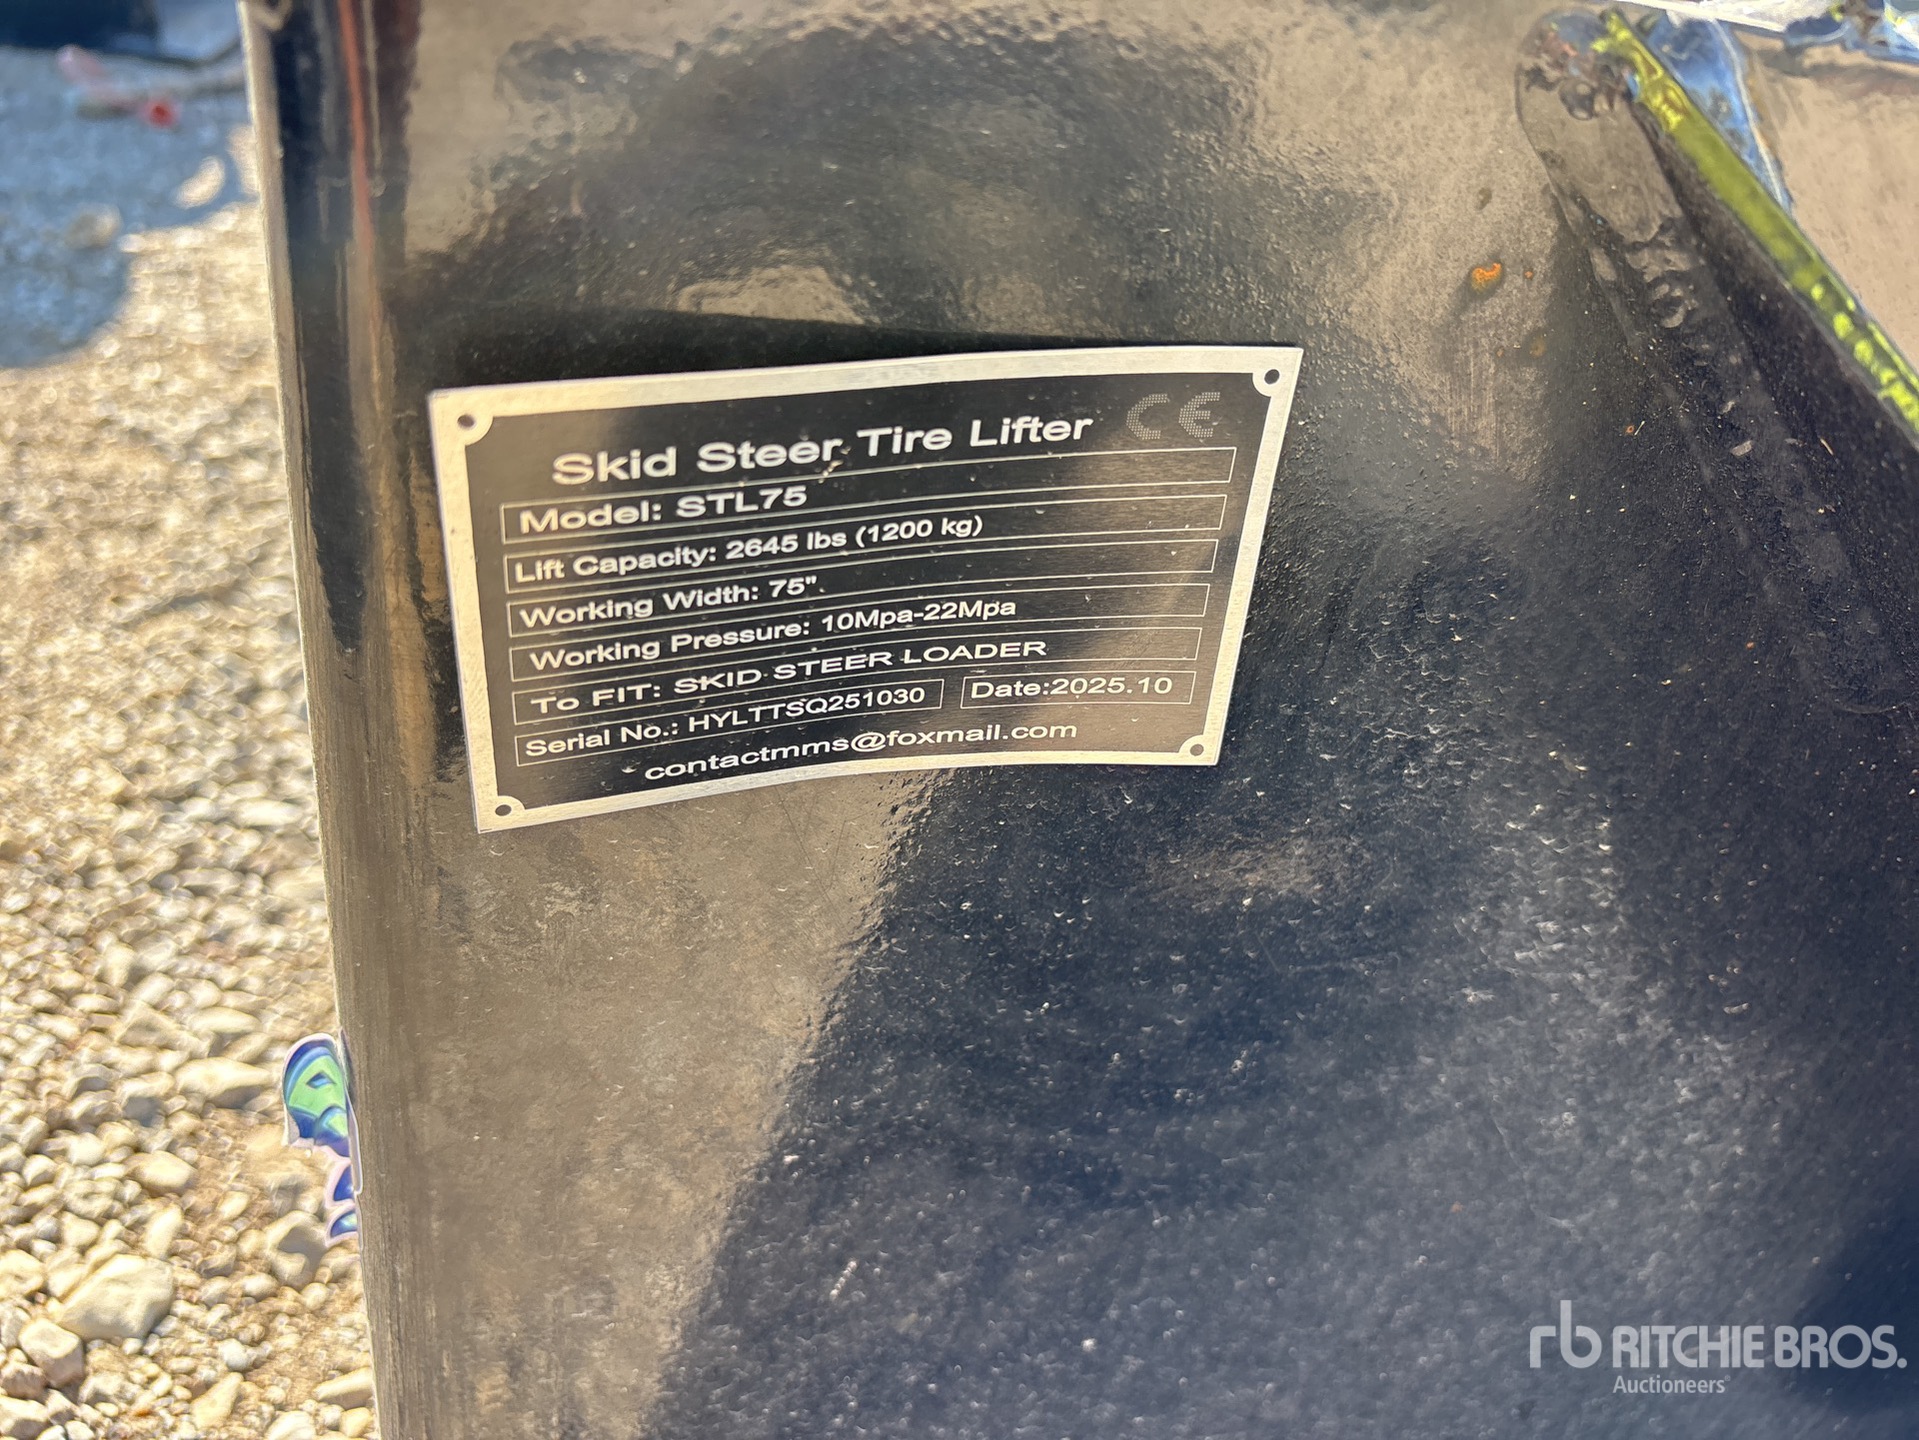 Skid Steer Tire Lifter CE
Model: STL75
Lift Capacity: 2645 lbs (1200 kg)
Working Width: 75"
Working Pressure: 10Mpa-22Mpa
To FIT: SKID STEER LOADER
Serial No.: HYLTTSQ251030 Date:2025.10
contactmms@foxmail.com
rb RITCHIE BROS.
Auctioneers